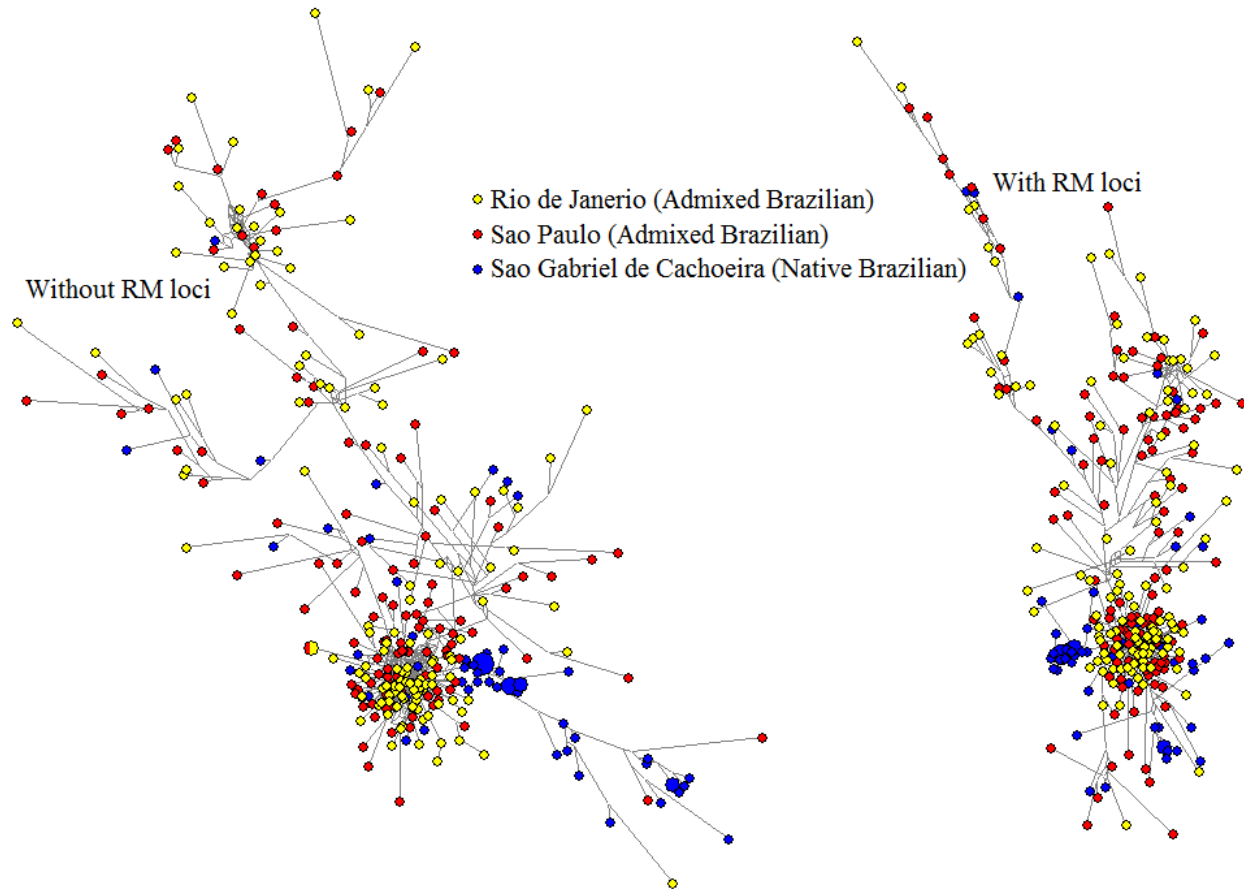 With RM loci
Rio de Janerio (Admixed Brazilian)
Sao Paulo (Admixed Brazilian)
Sao Gabriel de Cachoeira (Native Brazilian)
Without RM loci